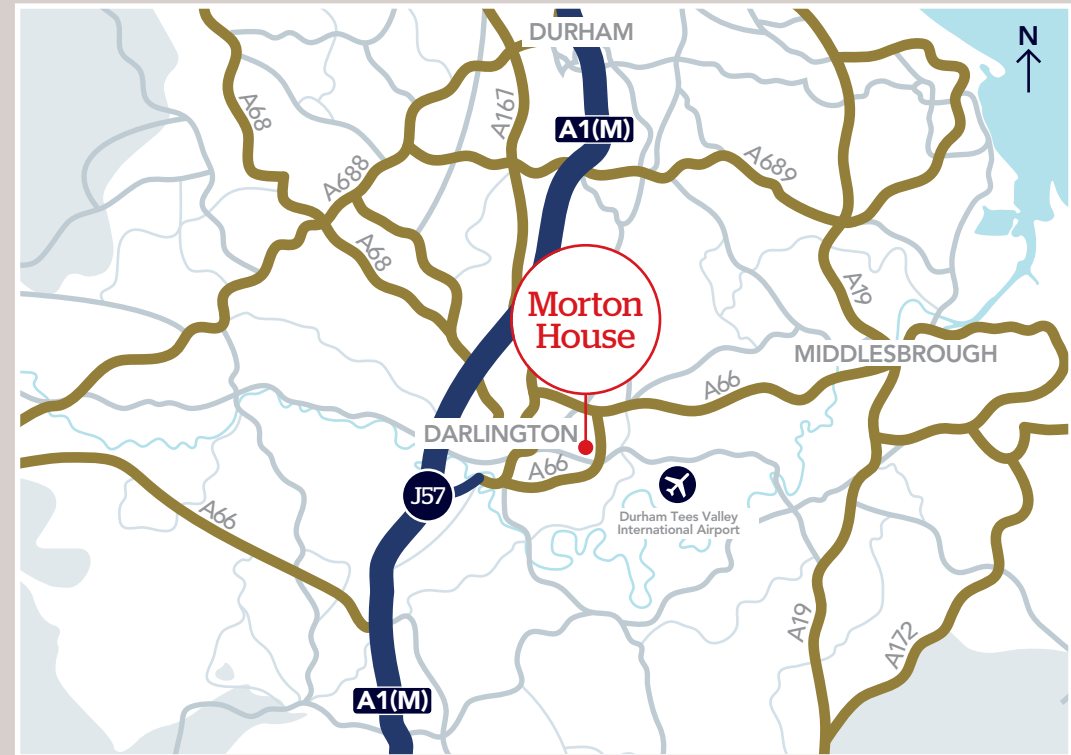 DURHAM
N
A68
A167
A1(M)
A688
A689
A68
A19
Morton
House
MIDDLESBROUGH
A66
DARLINGTON
A66
J57
A66
Durham Tees Valley
International Airport
A19
A172
A1(M)